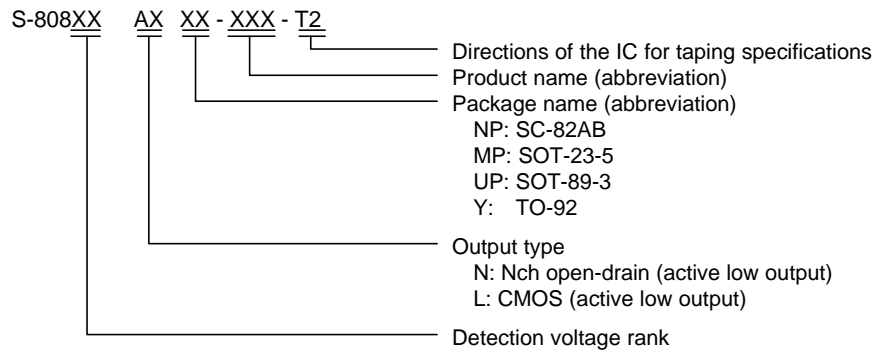 S-808XX AX XX - XXX - T2
Directions of the IC for taping specifications
Product name (abbreviation)
Package name (abbreviation)
NP: SC-82AB
MP: SOT-23-5
UP: SOT-89-3
Y: TO-92
Output type
N: Nch open-drain (active low output)
L: CMOS (active low output)
Detection voltage rank